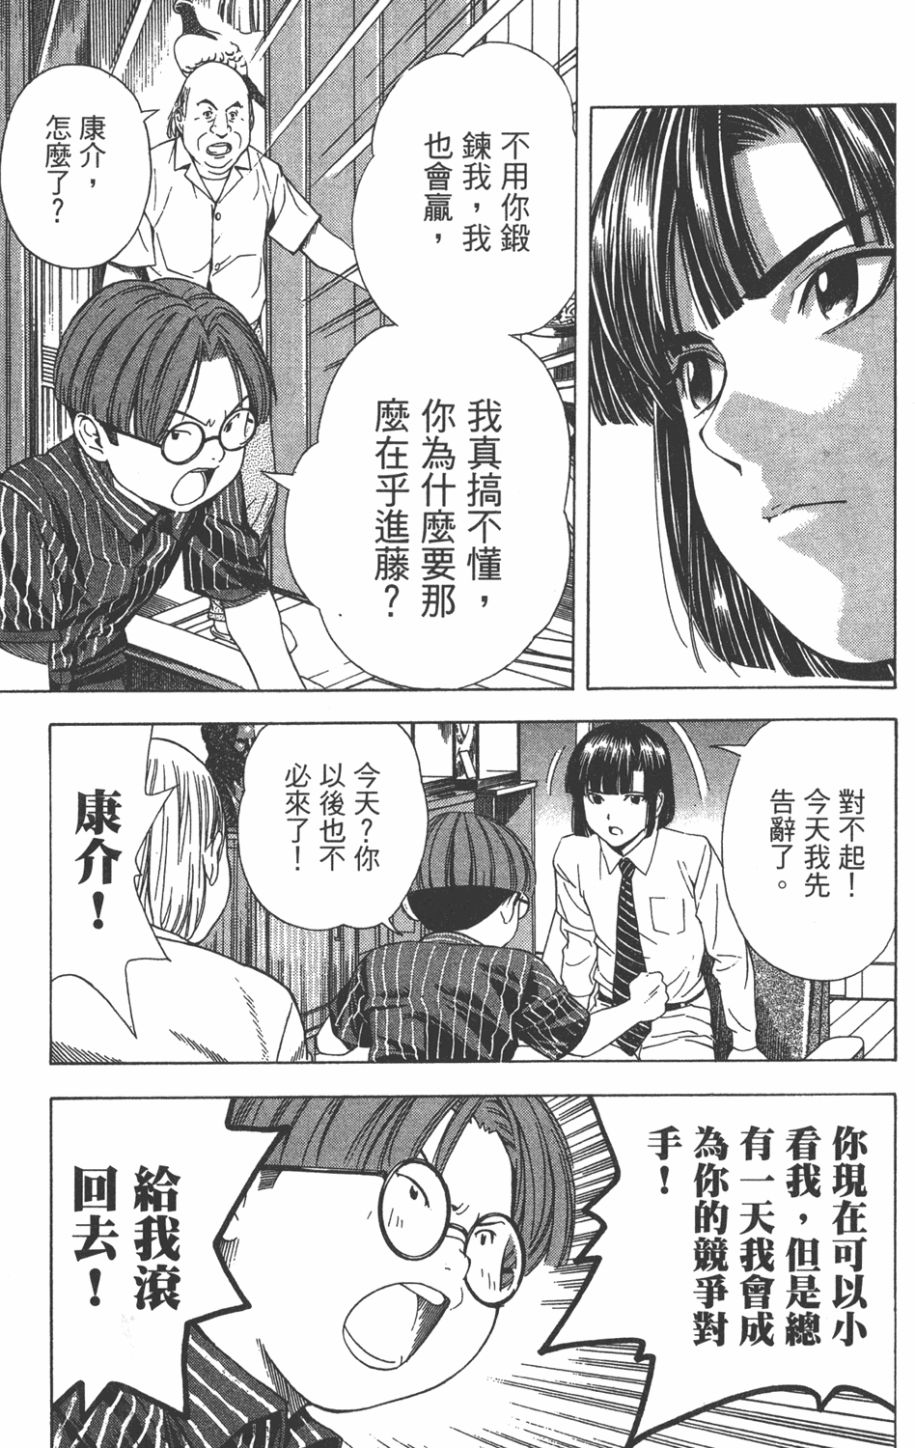 不用你鍛
鍊我，我
也會贏，
我真搞不懂，
你為什麼要那
麼在乎進藤？
康介，
怎麼了？
對不起！
今天我先
告辭了。
今天？你
以後也不
必來了！
康介！
你現在可以小
看我，但是總
有一天我會成
為你的競爭對
手！
給我滾
回去！